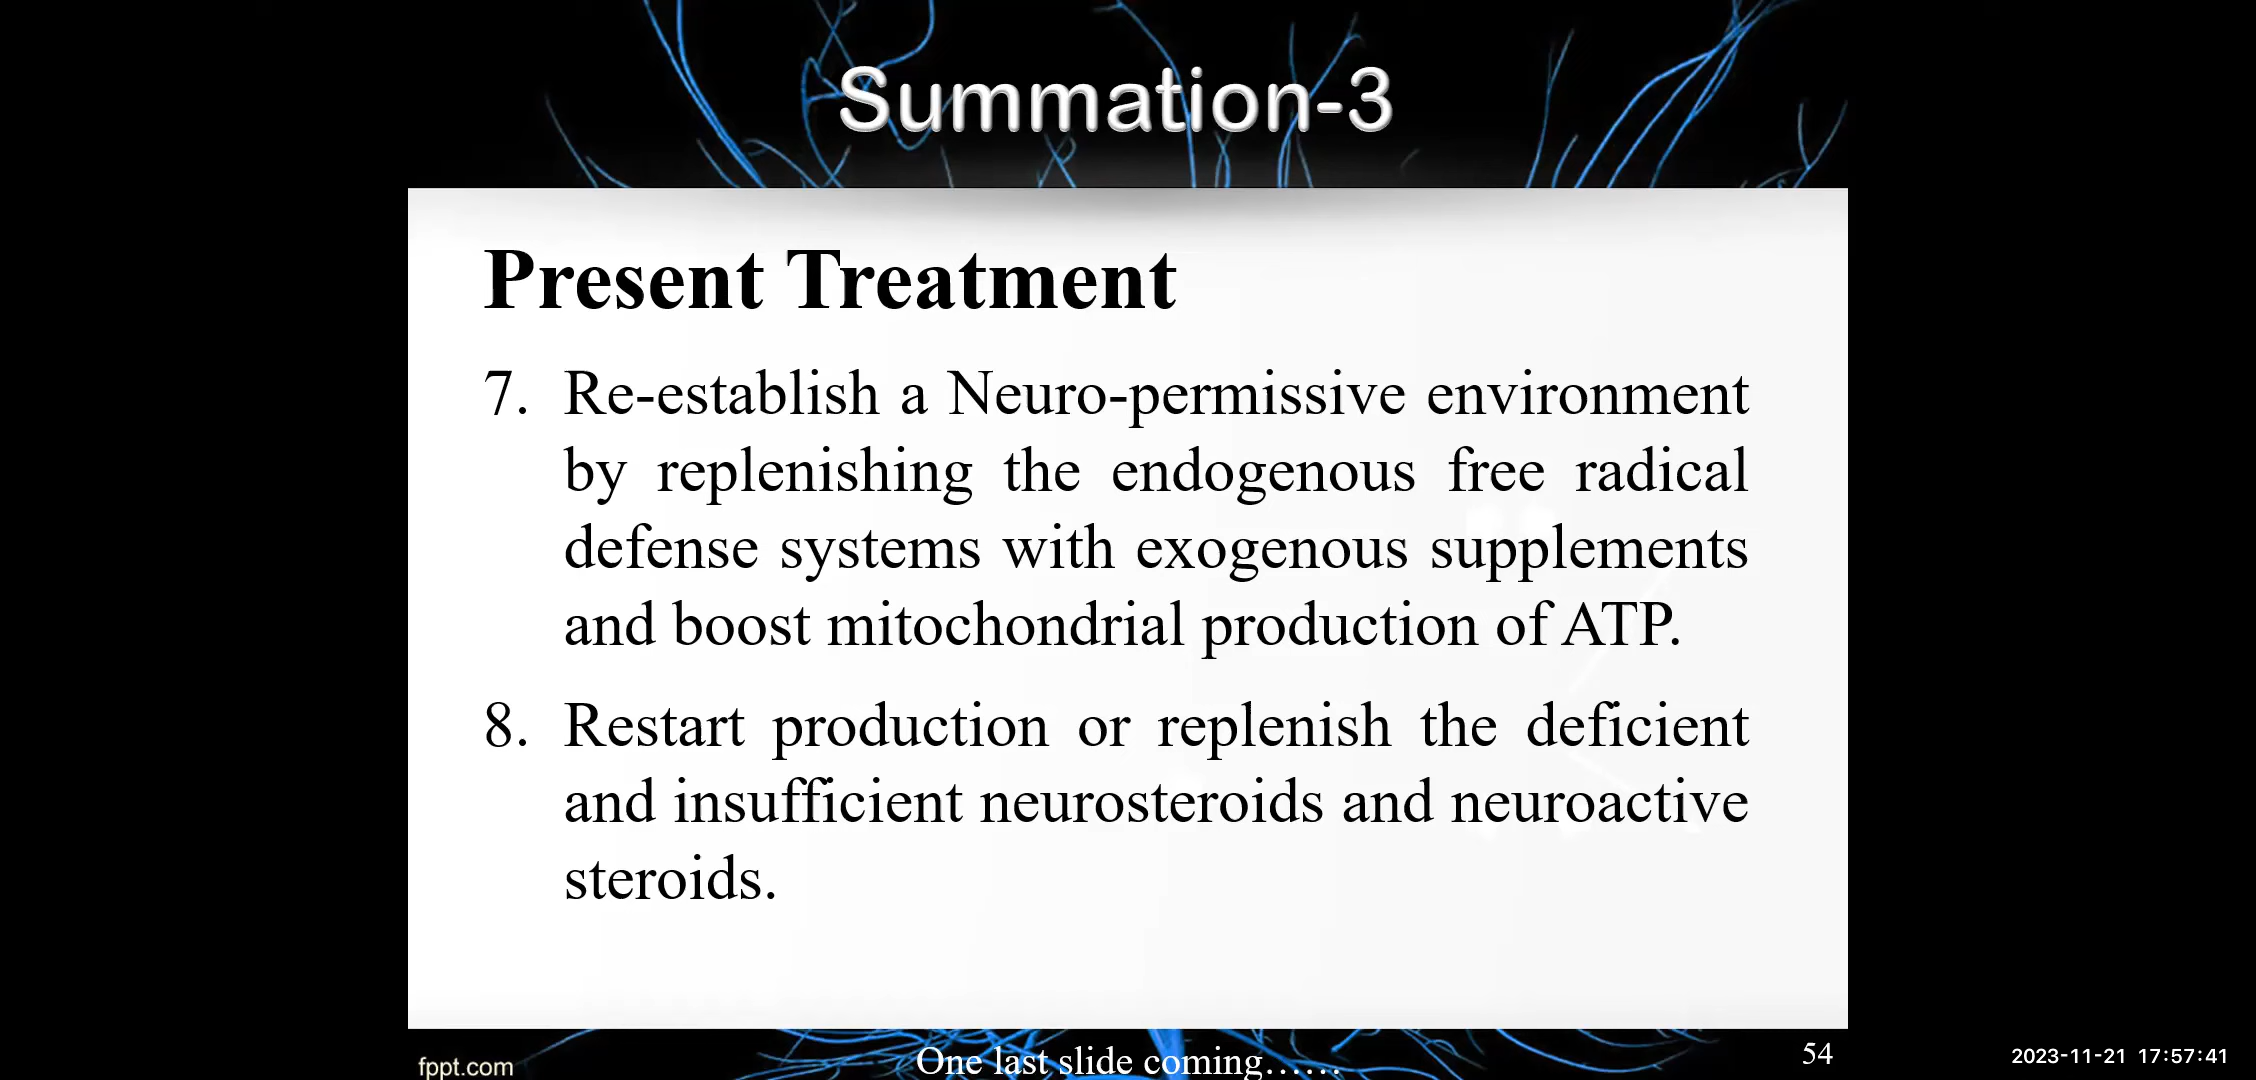 Summation-3
Present Treatment
7. Re-establish a Neuro-permissive environment
by replenishing the endogenous free radical
defense systems with exogenous supplements
and boost mitochondrial production of ATP.
8. Restart production or replenish the deficient
and insufficient neurosteroids and neuroactive
steroids.
fppt.com
One last slide coming......
54
2023-11-21 17:57:41